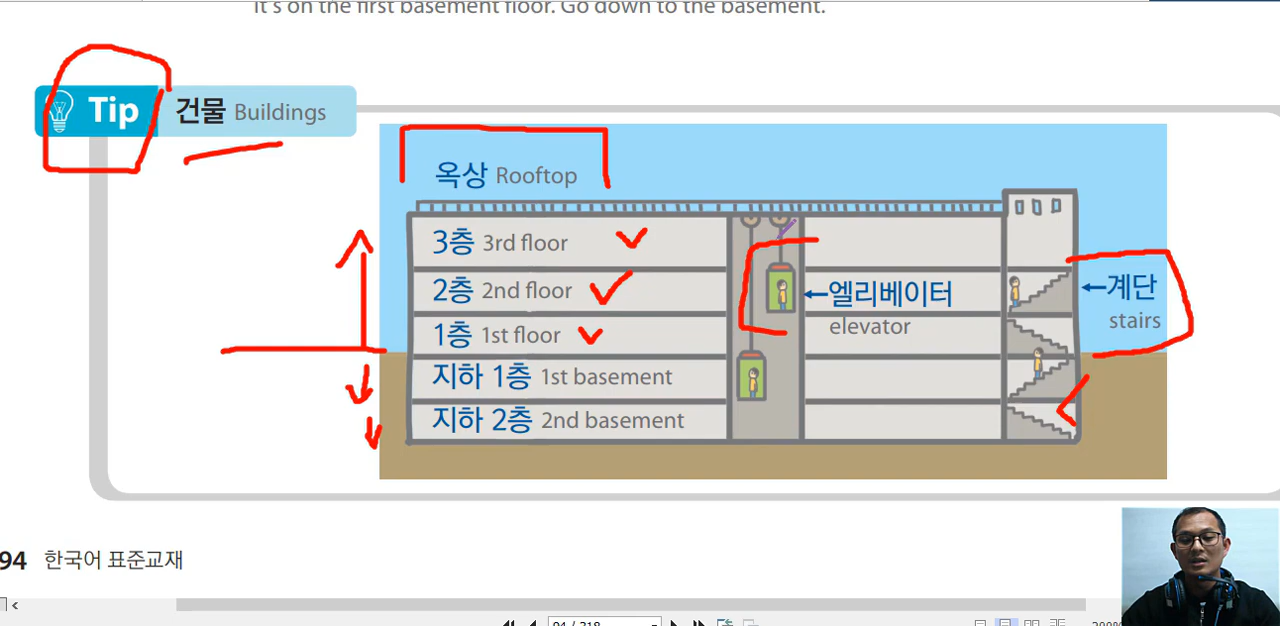 It's on the first basement floor. Go down to the basement.
Tip 건물 Buildings
옥상 Rooftop
3층 3rd floor
2층 2nd floor
←엘리베이터
elevator
←계단
stairs
1층 1st floor
지하 1층 1st basement
지하 2층 2nd basement
94 한국어 표준교재
94 / 318
200%